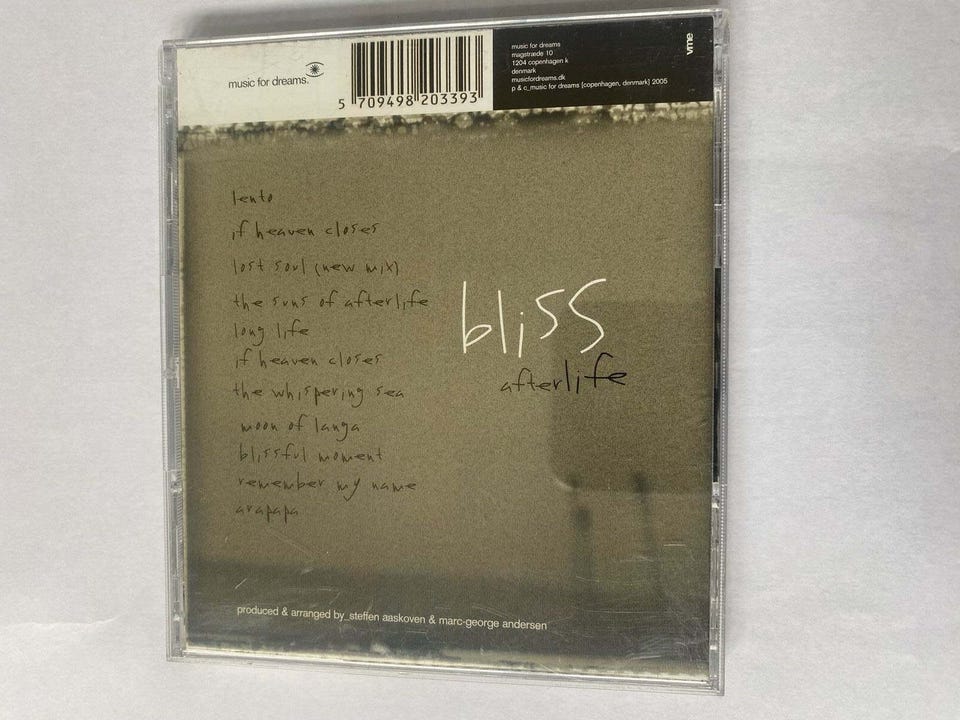 music for dreams.
5 709498 203393
music for dreams
magstræde 10
1204 copenhagen k
denmark
musicfordreams.dk
p & c_music for dreams [copenhagen, denmark] 2005
vme
lento
if heaven closes
lost soul (new mix)
the suns of afterlife
long life
if heaven closes
the whispering sea
moon of langa
blissful moment
remember my name
arapapa
bliss
afterlife
produced & arranged by_steffen aaskoven & marc-george andersen